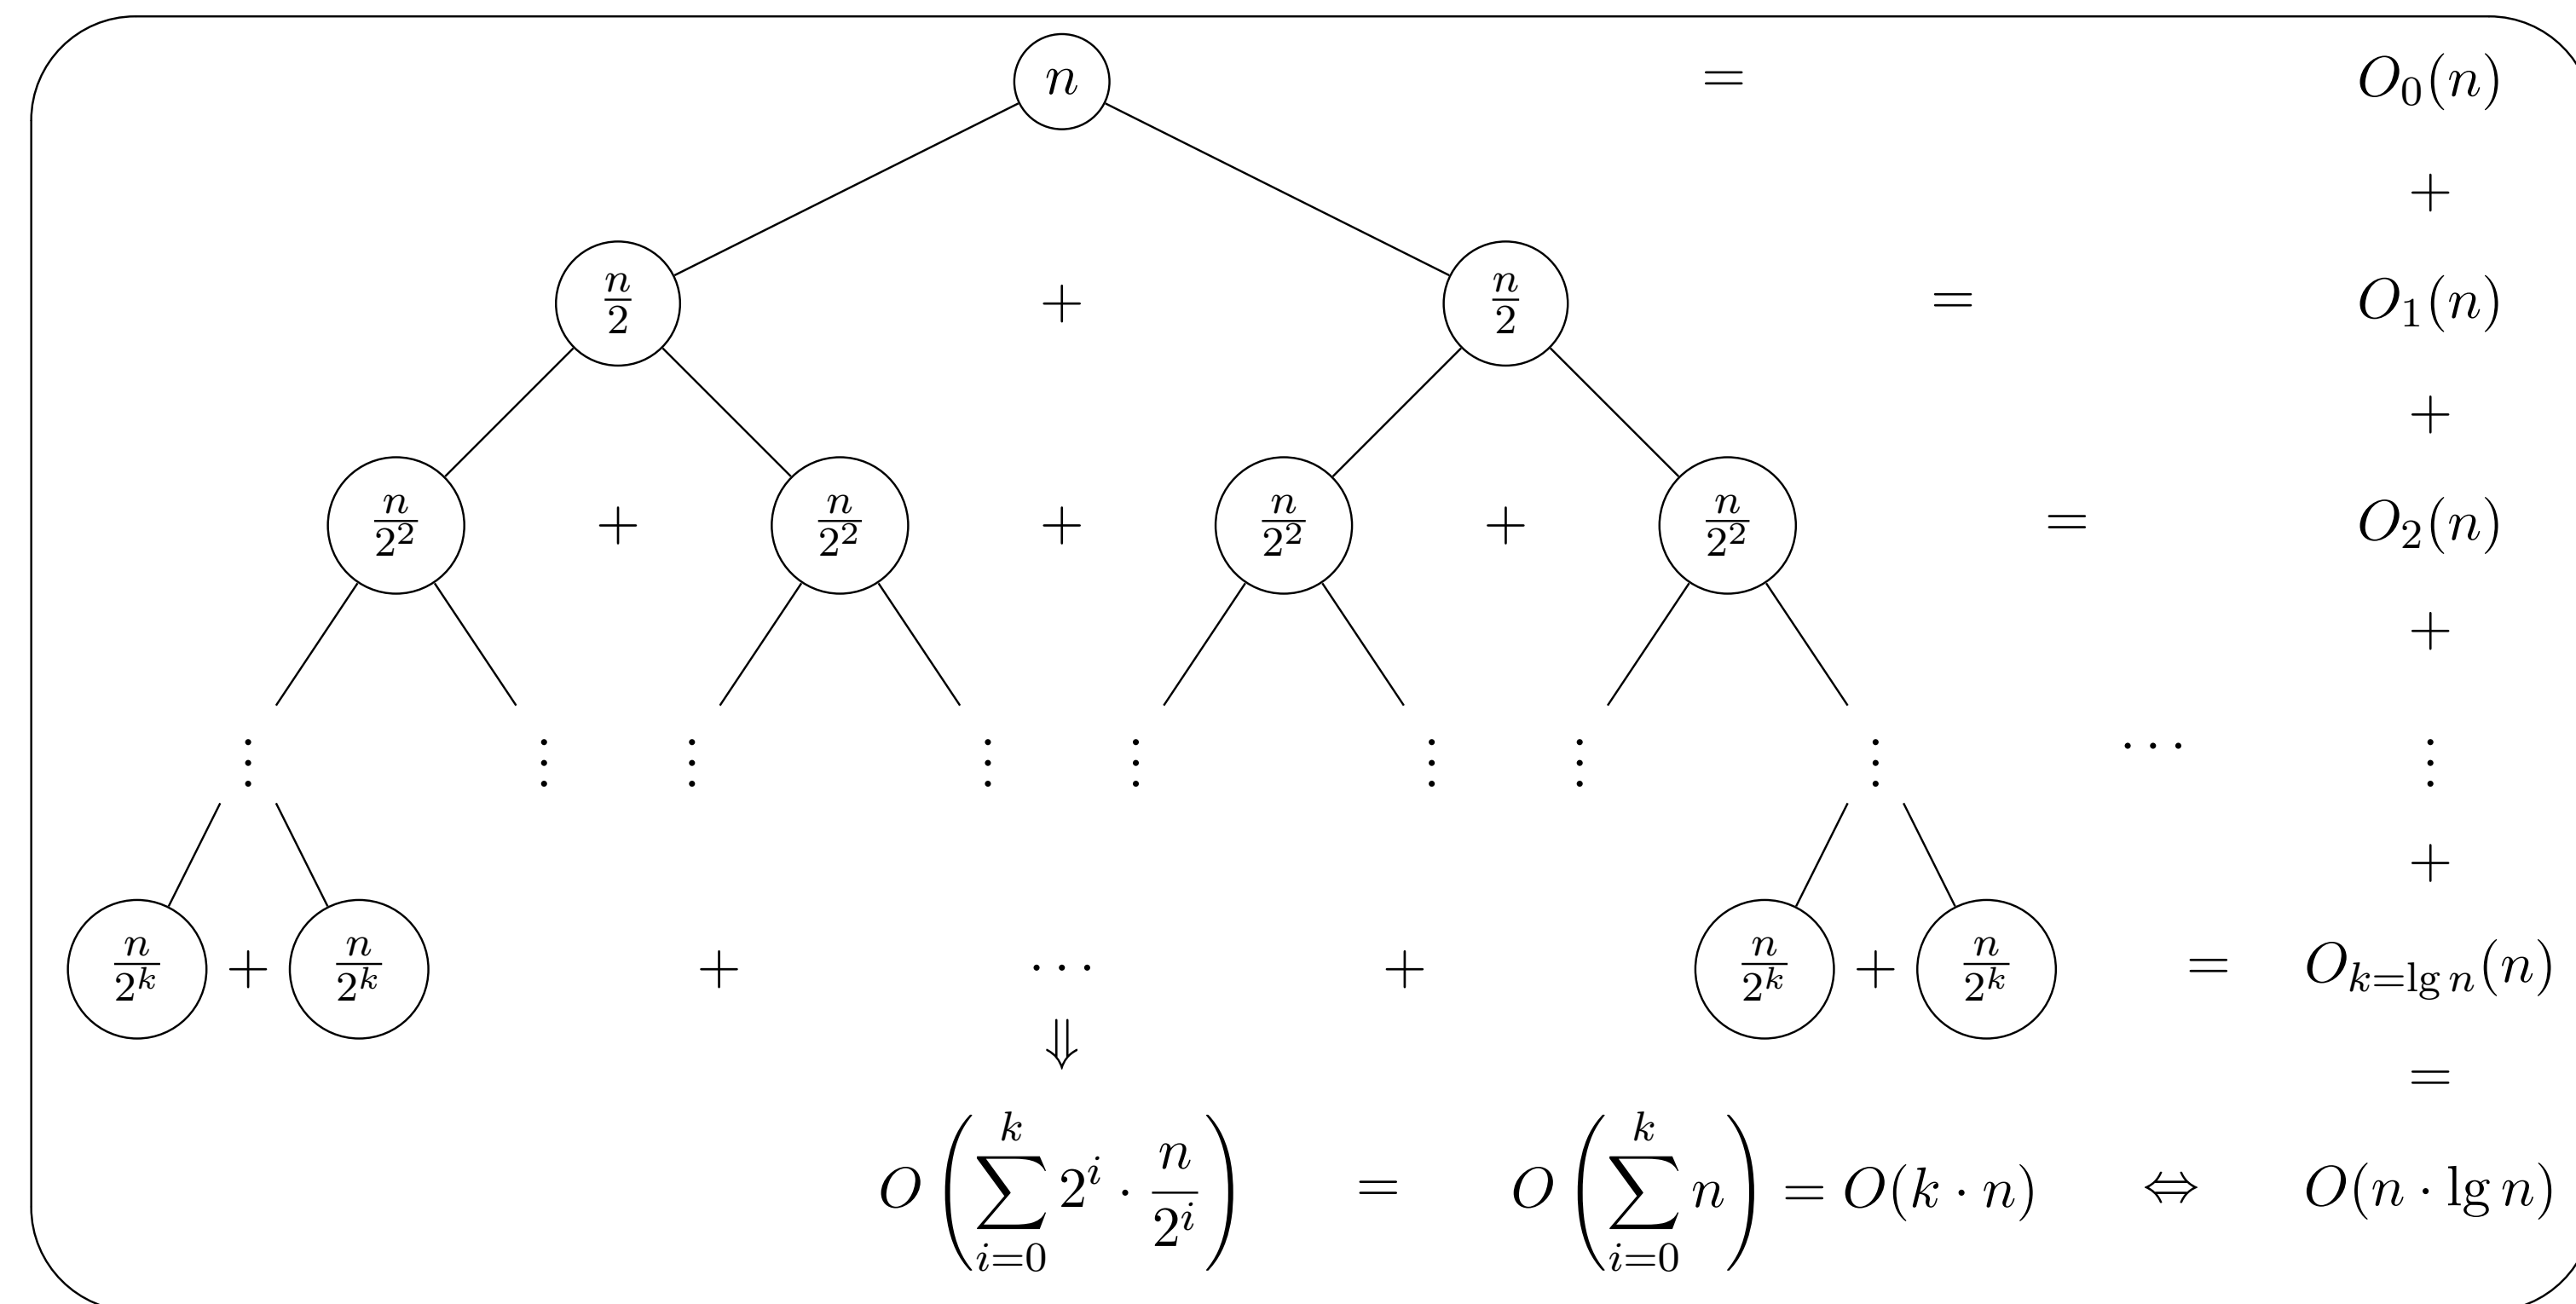 n = O_0(n)
+
n/2 + n/2 = O_1(n)
+
n/2^2 + n/2^2 + n/2^2 + n/2^2 = O_2(n)
+
⋮ ⋮ ⋮ ⋮ ⋮ ⋮ ⋮ ⋮ ⋯ ⋮
+
n/2^k + n/2^k + ⋯ + n/2^k + n/2^k = O_{k=lg n}(n)
⇓ =
O(∑_{i=0}^{k} 2^i · n/2^i) = O(∑_{i=0}^{k} n) = O(k · n) ⇔ O(n · lg n)